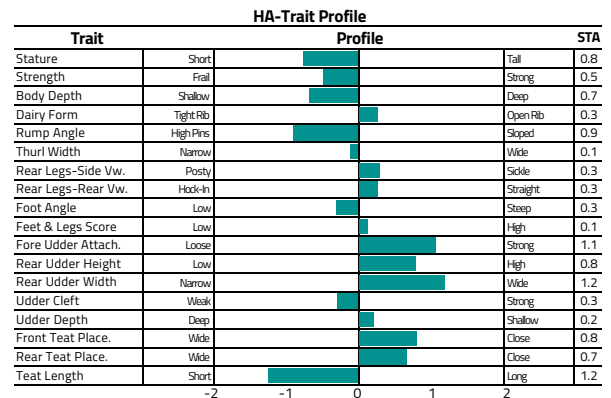 HA-Trait Profile
Trait Profile STA
Stature Short Tall 0.8
Strength Frail Strong 0.5
Body Depth Shallow Deep 0.7
Dairy Form Tight Rib Open Rib 0.3
Rump Angle High Pins Sloped 0.9
Thurl Width Narrow Wide 0.1
Rear Legs-Side Vw. Posty Sickle 0.3
Rear Legs-Rear Vw. Hock-In Straight 0.3
Foot Angle Low Steep 0.3
Feet & Legs Score Low High 0.1
Fore Udder Attach. Loose Strong 1.1
Rear Udder Height Low High 0.8
Rear Udder Width Narrow Wide 1.2
Udder Cleft Weak Strong 0.3
Udder Depth Deep Shallow 0.2
Front Teat Place. Wide Close 0.8
Rear Teat Place. Wide Close 0.7
Teat Length Short Long 1.2
-2 -1 0 1 2